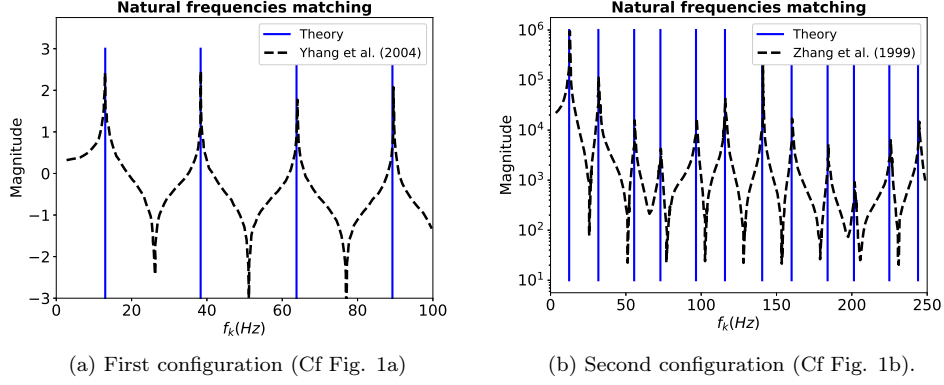 Natural frequencies matching
3
2
1
0
−1
−2
−3
Magnitude
Theory
Yhang et al. (2004)
0 20 40 60 80 100
f_k(Hz)
(a) First configuration (Cf Fig. 1a)
Natural frequencies matching
10^6
10^5
10^4
10^3
10^2
10^1
Magnitude
Theory
Zhang et al. (1999)
0 50 100 150 200 250
f_k(Hz)
(b) Second configuration (Cf Fig. 1b).